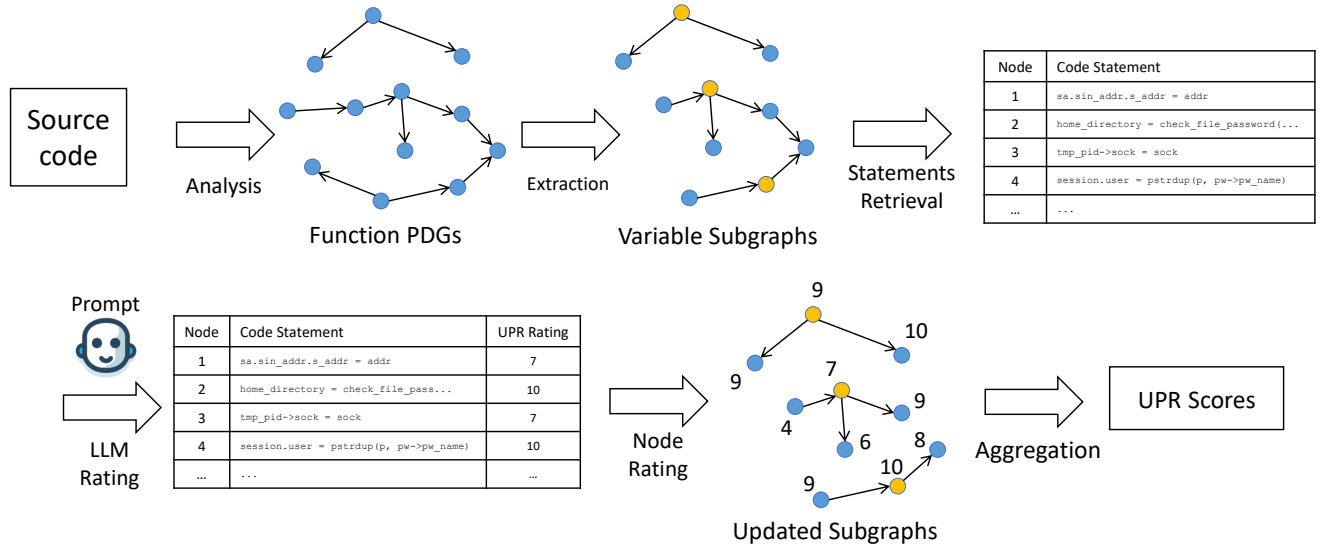 Source
code
Analysis
Function PDGs
Extraction
Variable Subgraphs
Statements
Retrieval
Node Code Statement
1 sa.sin_addr.s_addr = addr
2 home_directory = check_file_password(...
3 tmp_pid->sock = sock
4 session.user = pstrdup(p, pw->pw_name)
… ...
Prompt
LLM
Rating
Node Code Statement UPR Rating
1 sa.sin_addr.s_addr = addr 7
2 home_directory = check_file_pass... 10
3 tmp_pid->sock = sock 7
4 session.user = pstrdup(p, pw->pw_name) 10
… ... …
Node
Rating
9
10
9
7
9
4
6
8
10
9
Updated Subgraphs
Aggregation
UPR Scores